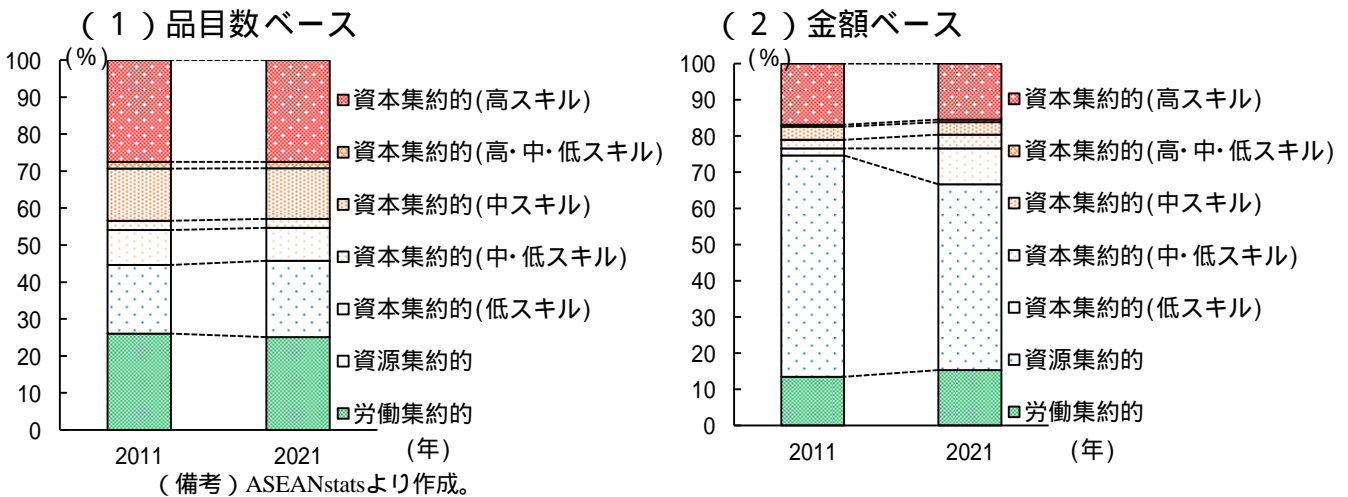 （1）品目数ベース
(%)
100
90
80
70
60
50
40
30
20
10
0
2011
2021
(年)
資本集約的(高スキル)
資本集約的(高・中・低スキル)
資本集約的(中スキル)
資本集約的(中・低スキル)
資本集約的(低スキル)
資源集約的
労働集約的
（2）金額ベース
(%)
100
90
80
70
60
50
40
30
20
10
0
2011
2021
(年)
資本集約的(高スキル)
資本集約的(高・中・低スキル)
資本集約的(中スキル)
資本集約的(中・低スキル)
資本集約的(低スキル)
資源集約的
労働集約的
（備考）ASEANstatsより作成。